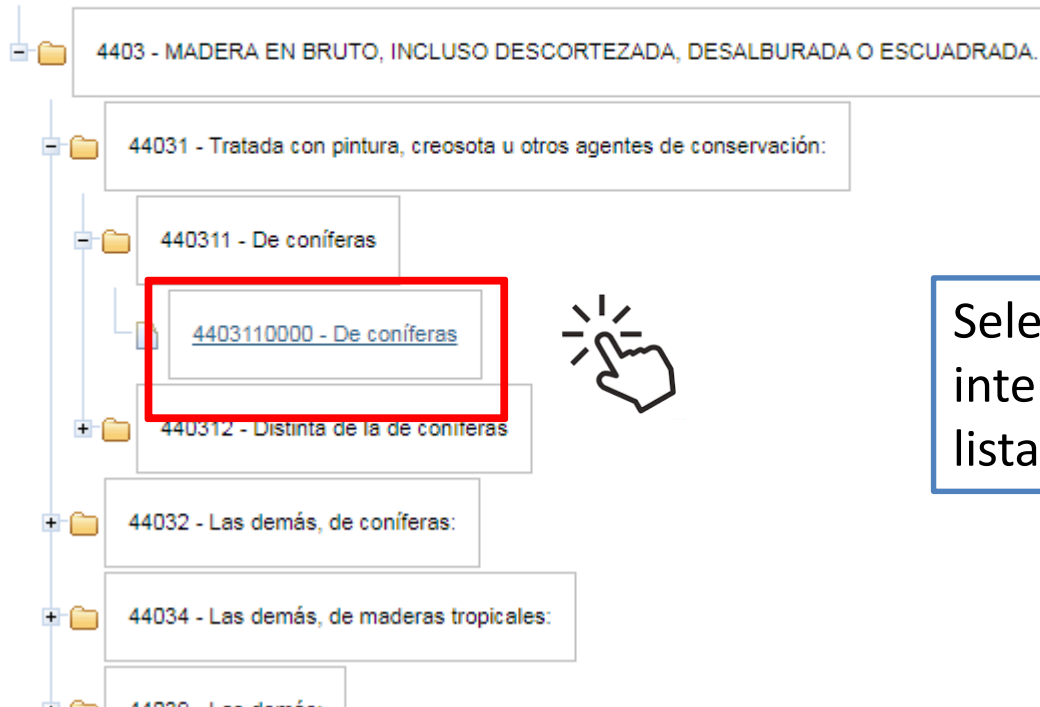 4403 - MADERA EN BRUTO, INCLUSO DESCORTEZADA, DESALBURADA O ESCUADRADA.
44031 - Tratada con pintura, creosota u otros agentes de conservación:
440311 - De coníferas
4403110000 - De coníferas
440312 - Distinta de la de coníferas
44032 - Las demás, de coníferas:
44034 - Las demás, de maderas tropicales:
Las demás:
Sele
inte
lista